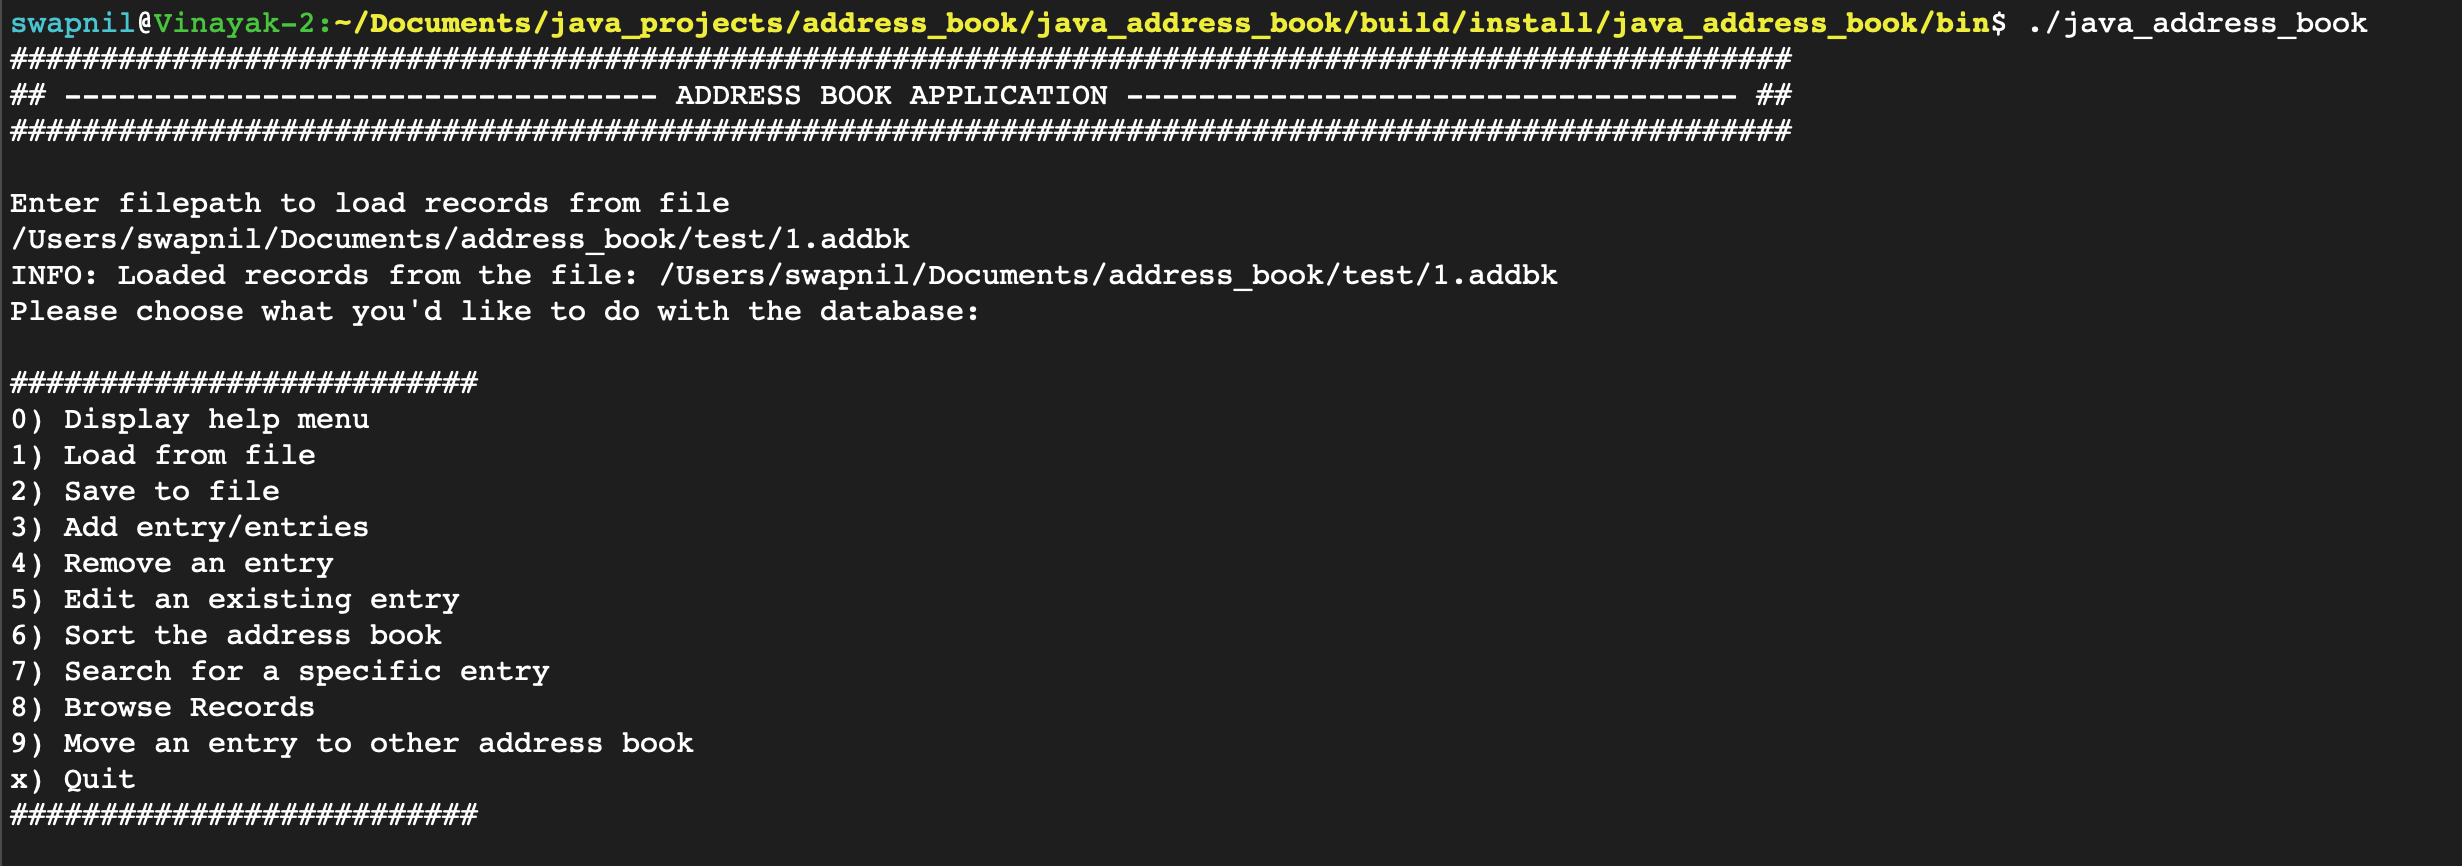 swapnil@Vinayak-2:~/Documents/java_projects/address_book/java_address_book/build/install/java_address_book/bin$ ./java_address_book
###################################################################################################
## --------------------------------- ADDRESS BOOK APPLICATION ---------------------------------- ##
###################################################################################################
Enter filepath to load records from file
/Users/swapnil/Documents/address_book/test/1.addbk
INFO: Loaded records from the file: /Users/swapnil/Documents/address_book/test/1.addbk
Please choose what you'd like to do with the database:
##########################
0) Display help menu
1) Load from file
2) Save to file
3) Add entry/entries
4) Remove an entry
5) Edit an existing entry
6) Sort the address book
7) Search for a specific entry
8) Browse Records
9) Move an entry to other address book
x) Quit
##########################